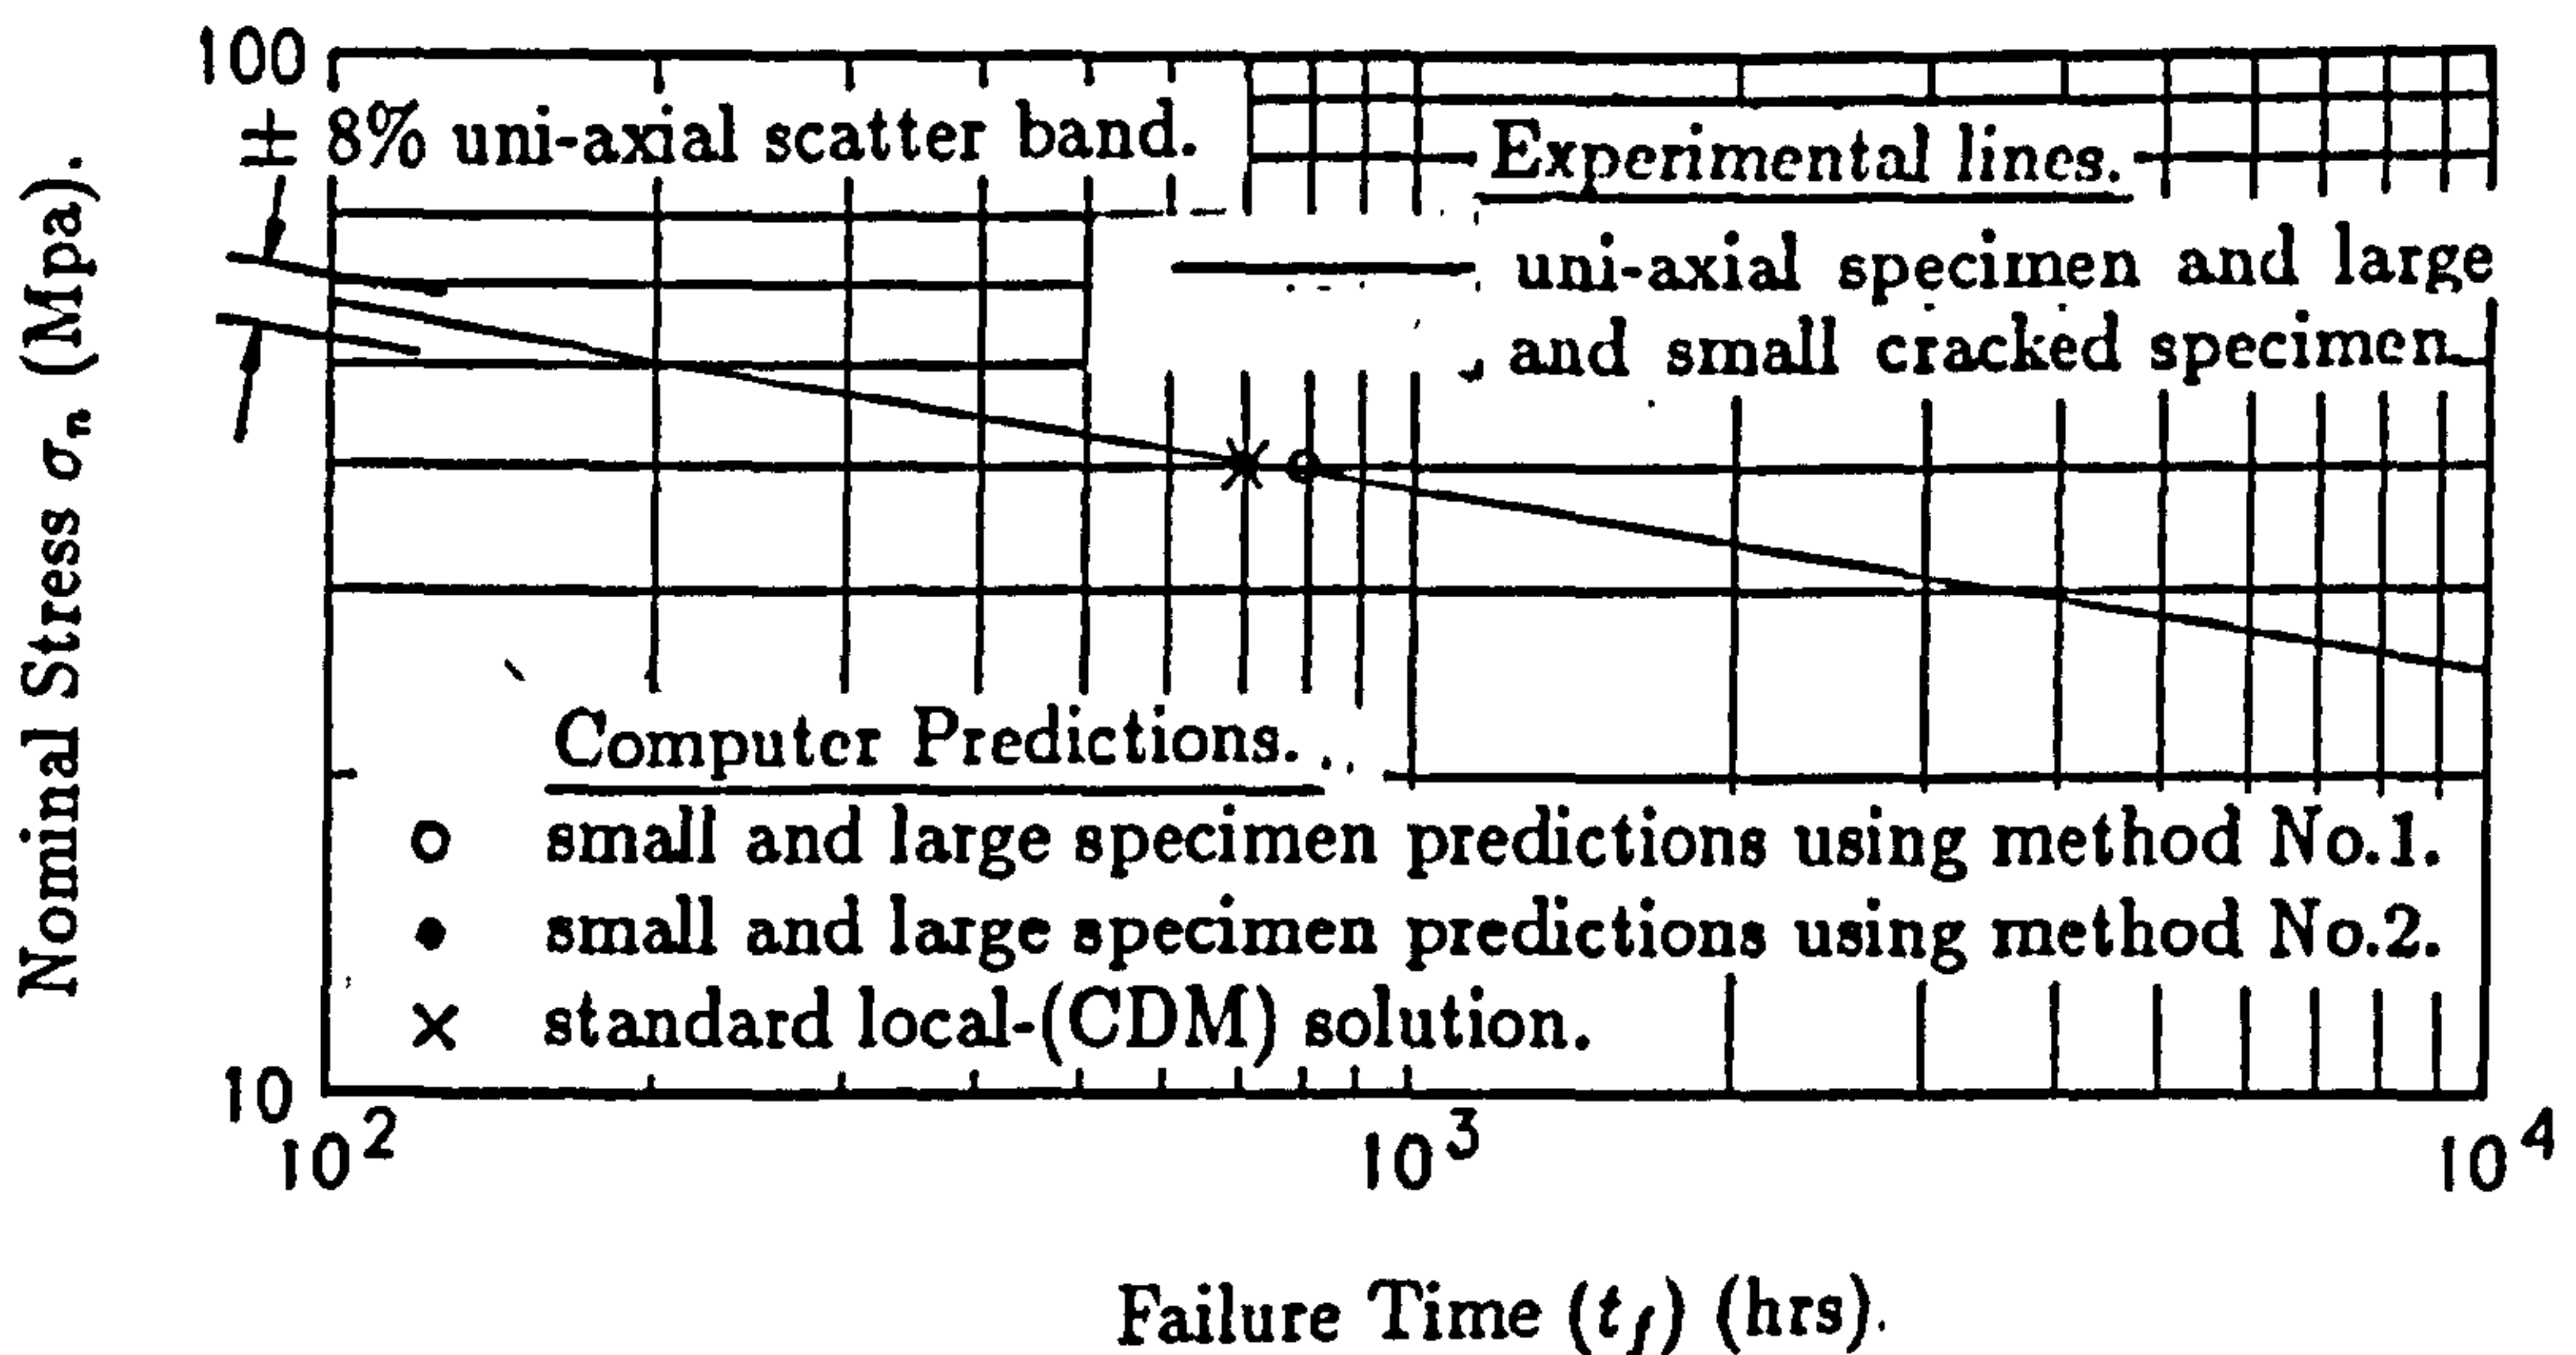 100
± 8% uni-axial scatter band.
Experimental lines.
uni-axial specimen and large
and small cracked specimen
Nominal Stress σₙ (Mpa).
Computer Predictions.
o small and large specimen predictions using method No.1.
● small and large specimen predictions using method No.2.
× standard local-(CDM) solution.
10
10² 10³ 10⁴
Failure Time (t_f) (hrs).